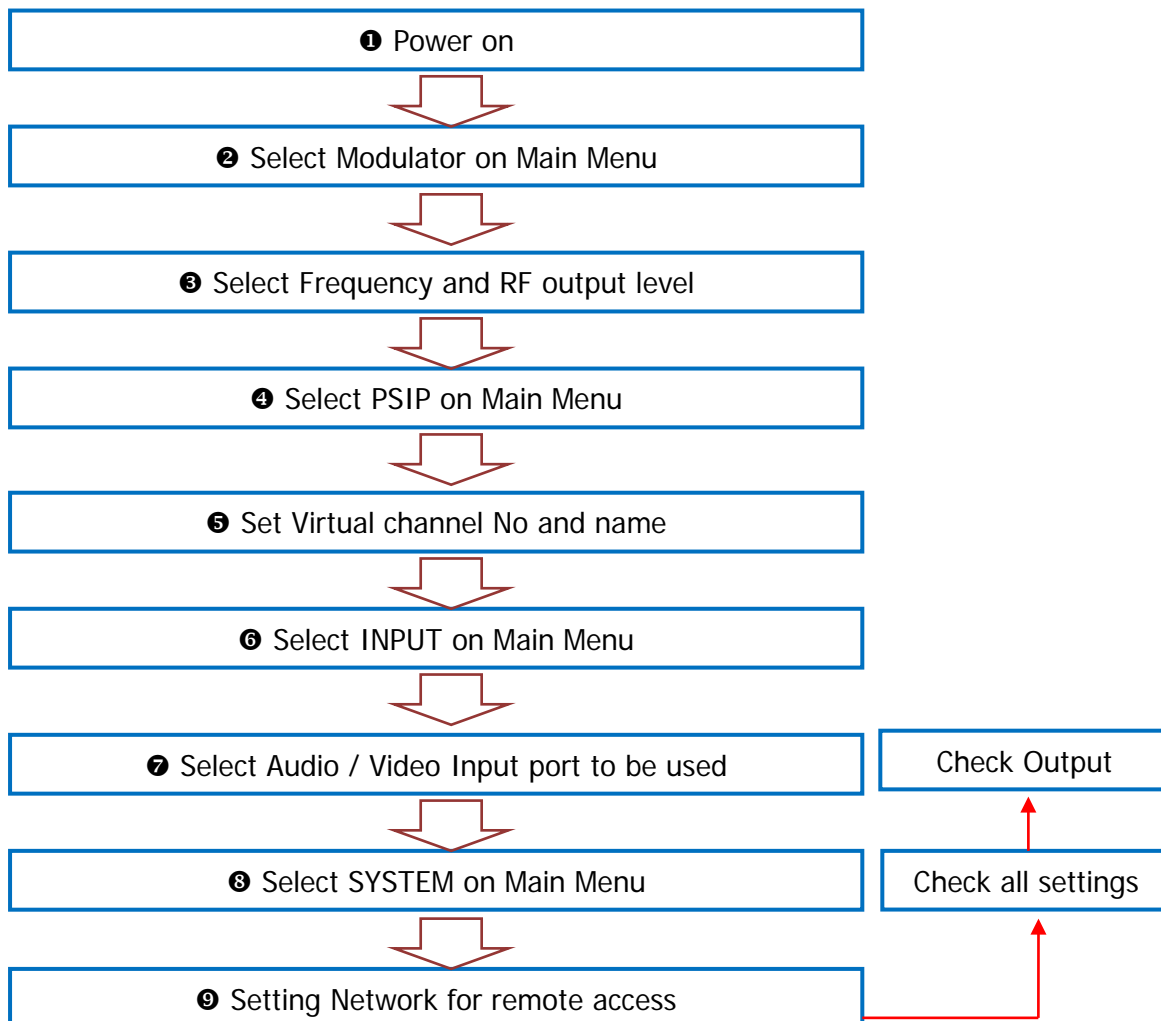 ❶ Power on
❷ Select Modulator on Main Menu
❸ Select Frequency and RF output level
❹ Select PSIP on Main Menu
❺ Set Virtual channel No and name
❻ Select INPUT on Main Menu
❼ Select Audio / Video Input port to be used
❽ Select SYSTEM on Main Menu
❾ Setting Network for remote access
Check all settings
Check Output